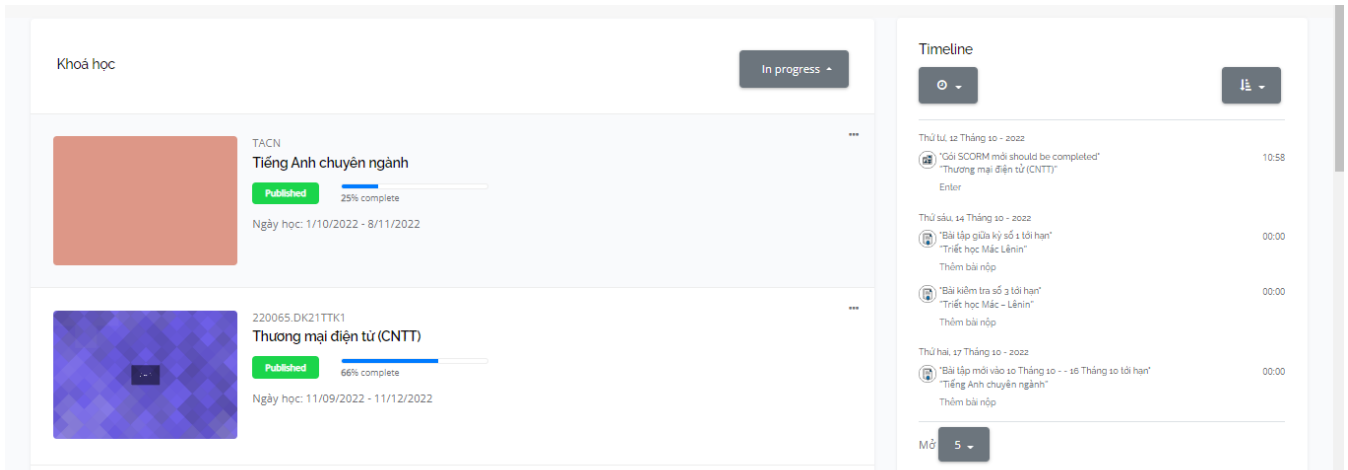 Khoá học
In progress
TACN
Tiếng Anh chuyên ngành
Published
25% complete
Ngày học: 1/10/2022 - 8/11/2022
220065.DK21TTK1
Thương mại điện tử (CNTT)
Published
66% complete
Ngày học: 11/09/2022 - 11/12/2022
Timeline
Thứ tư, 12 Tháng 10 - 2022
"Gói SCORM mới should be completed" 10:58
"Thương mại điện tử (CNTT)"
Enter
Thứ sáu, 14 Tháng 10 - 2022
"Bài tập giữa kỳ số 1 tới hạn" 00:00
"Triết học Mác Lênin"
Thêm bài nộp
"Bài kiểm tra số 3 tới hạn" 00:00
"Triết học Mác – Lênin"
Thêm bài nộp
Thứ hai, 17 Tháng 10 - 2022
"Bài tập mới vào 10 Tháng 10 - - 16 Tháng 10 tới hạn" 00:00
"Tiếng Anh chuyên ngành"
Thêm bài nộp
Mở 5